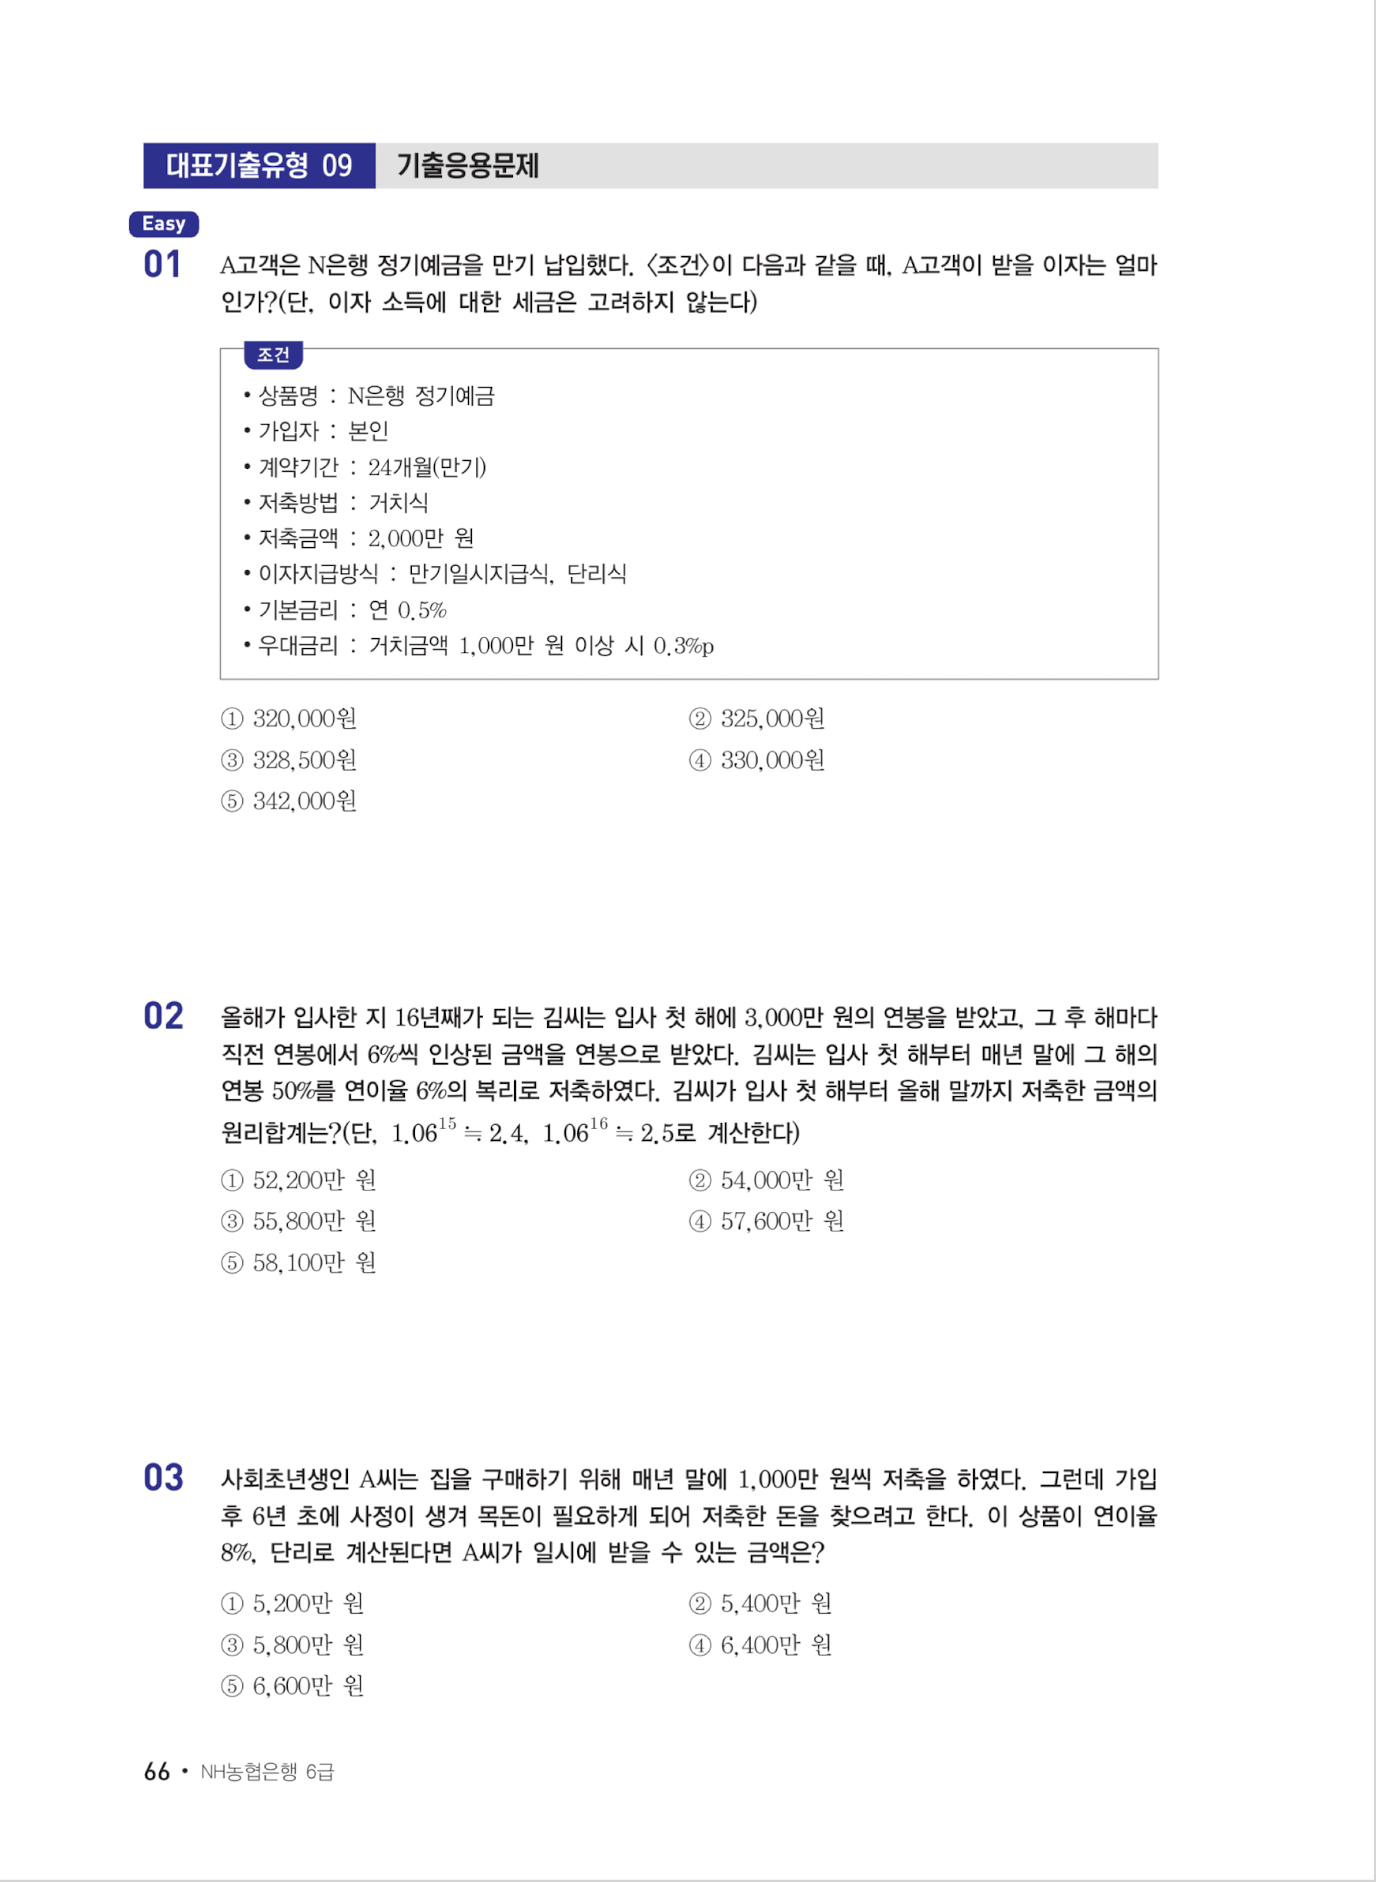 대표기출유형 09 기출응용문제
Easy
01 A고객은 N은행 정기예금을 만기 납입했다. 〈조건〉이 다음과 같을 때, A고객이 받을 이자는 얼마
인가?(단, 이자 소득에 대한 세금은 고려하지 않는다)
조건
• 상품명 : N은행 정기예금
• 가입자 : 본인
• 계약기간 : 24개월(만기)
• 저축방법 : 거치식
• 저축금액 : 2,000만 원
• 이자지급방식 : 만기일시지급식, 단리식
• 기본금리 : 연 0.5%
• 우대금리 : 거치금액 1,000만 원 이상 시 0.3%p
① 320,000원 ② 325,000원
③ 328,500원 ④ 330,000원
⑤ 342,000원
02 올해가 입사한 지 16년째가 되는 김씨는 입사 첫 해에 3,000만 원의 연봉을 받았고, 그 후 해마다
직전 연봉에서 6%씩 인상된 금액을 연봉으로 받았다. 김씨는 입사 첫 해부터 매년 말에 그 해의
연봉 50%를 연이율 6%의 복리로 저축하였다. 김씨가 입사 첫 해부터 올해 말까지 저축한 금액의
원리합계는?(단, 1.06¹⁵≒2.4, 1.06¹⁶≒2.5로 계산한다)
① 52,200만 원 ② 54,000만 원
③ 55,800만 원 ④ 57,600만 원
⑤ 58,100만 원
03 사회초년생인 A씨는 집을 구매하기 위해 매년 말에 1,000만 원씩 저축을 하였다. 그런데 가입
후 6년 초에 사정이 생겨 목돈이 필요하게 되어 저축한 돈을 찾으려고 한다. 이 상품이 연이율
8%, 단리로 계산된다면 A씨가 일시에 받을 수 있는 금액은?
① 5,200만 원 ② 5,400만 원
③ 5,800만 원 ④ 6,400만 원
⑤ 6,600만 원
66 • NH농협은행 6급